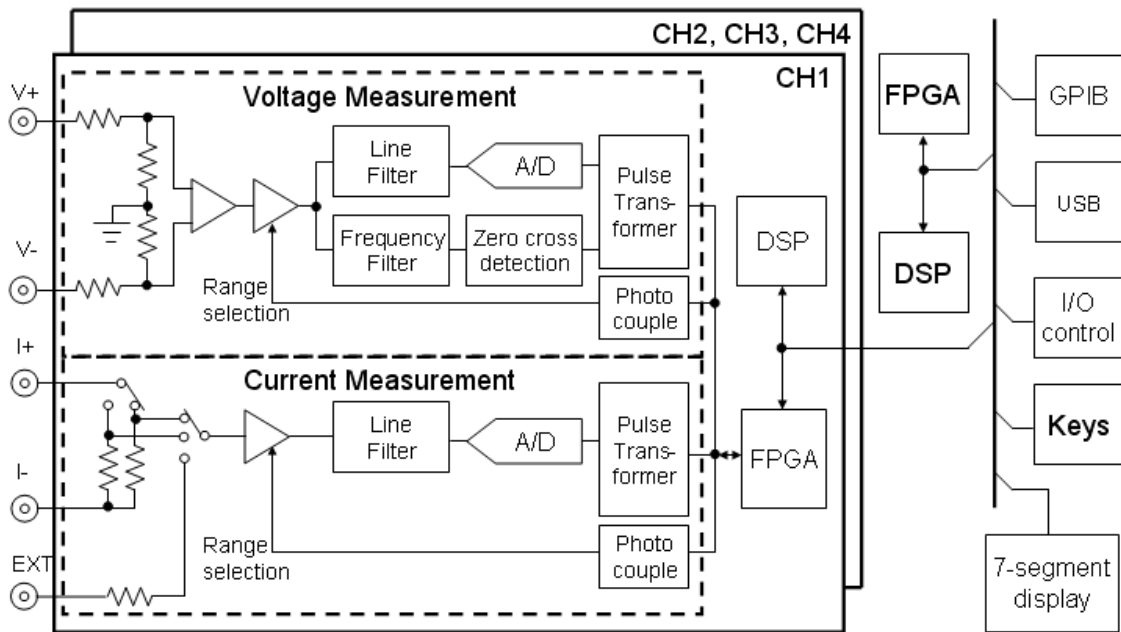 CH2, CH3, CH4
CH1
Voltage Measurement
V+
V-
Line
Filter
A/D
Pulse
Trans-
former
Frequency
Filter
Zero cross
detection
Range
selection
Photo
couple
I+
I-
EXT
Current Measurement
Line
Filter
A/D
Pulse
Trans-
former
Range
selection
Photo
couple
DSP
FPGA
FPGA
DSP
GPIB
USB
I/O
control
Keys
7-segment
display